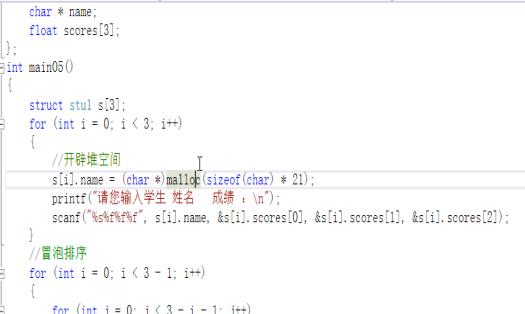 char * name;
float scores[3];
};
int main05()
{
struct stu1 s[3];
for (int i = 0; i < 3; i++)
{
//开辟堆空间
s[i].name = (char *)malloc(sizeof(char) * 21);
printf("请您输入学生 姓名 成绩 : \n");
scanf("%s%f%f%f", s[i].name, &s[i].scores[0], &s[i].scores[1], &s[i].scores[2]);
}
//冒泡排序
for (int i = 0; i < 3 - 1; i++)
{
for (int j = 0; j < 3 - i - 1; j++)